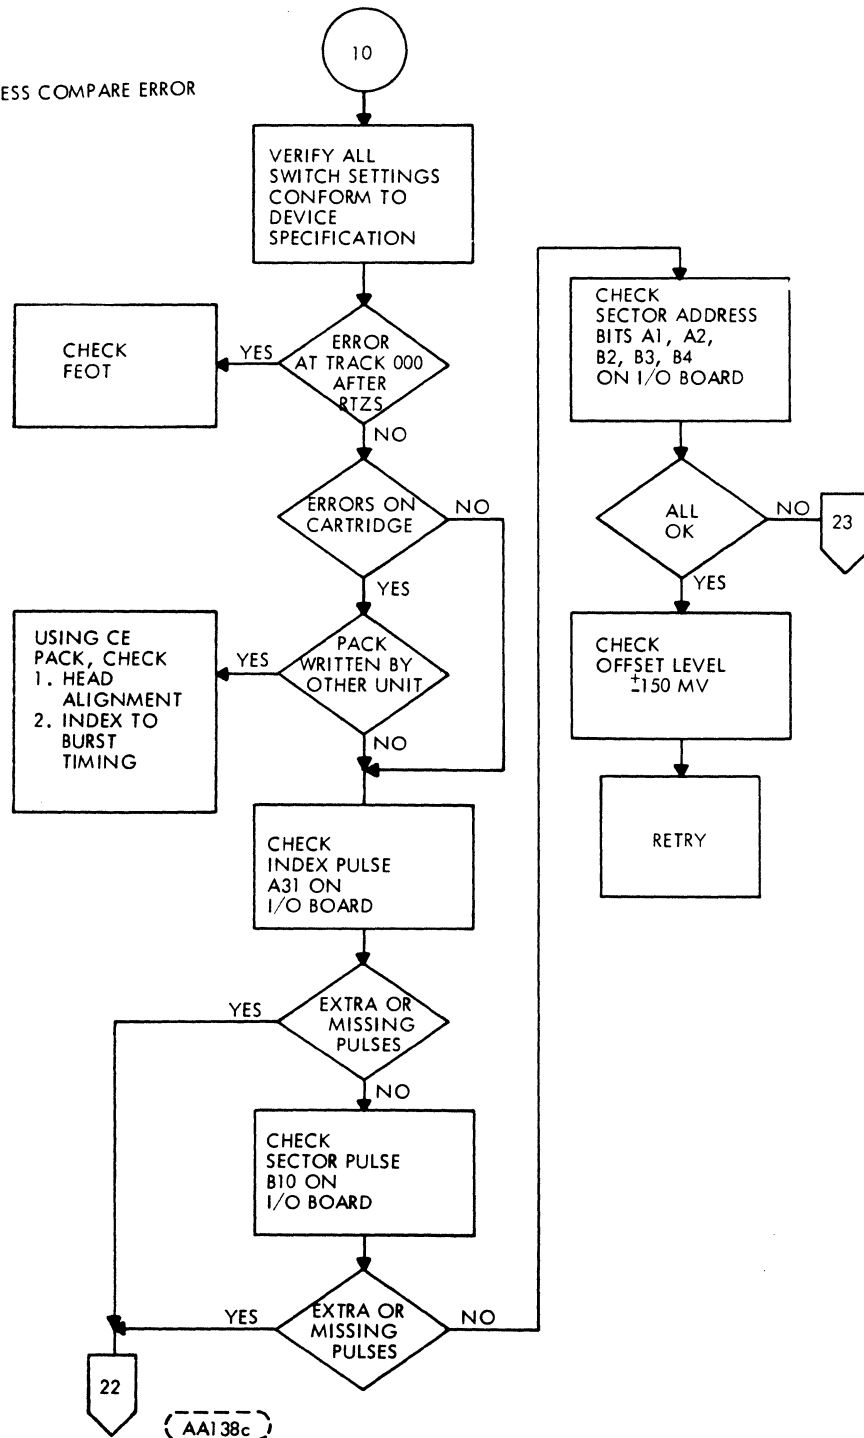 10
ESS COMPARE ERROR
VERIFY ALL
SWITCH SETTINGS
CONFORM TO
DEVICE
SPECIFICATION
ERROR
AT TRACK 000
AFTER
RTZS
YES
CHECK
FEOT
NO
ERRORS ON
CARTRIDGE
NO
YES
PACK
WRITTEN BY
OTHER UNIT
YES
USING CE
PACK, CHECK
1. HEAD
ALIGNMENT
2. INDEX TO
BURST
TIMING
NO
CHECK
INDEX PULSE
A31 ON
I/O BOARD
EXTRA OR
MISSING
PULSES
YES
NO
CHECK
SECTOR PULSE
B10 ON
I/O BOARD
EXTRA OR
MISSING
PULSES
YES
NO
22
CHECK
SECTOR ADDRESS
BITS A1, A2,
B2, B3, B4
ON I/O BOARD
ALL
OK
NO
23
YES
CHECK
OFFSET LEVEL
±150 MV
RETRY
AA138c